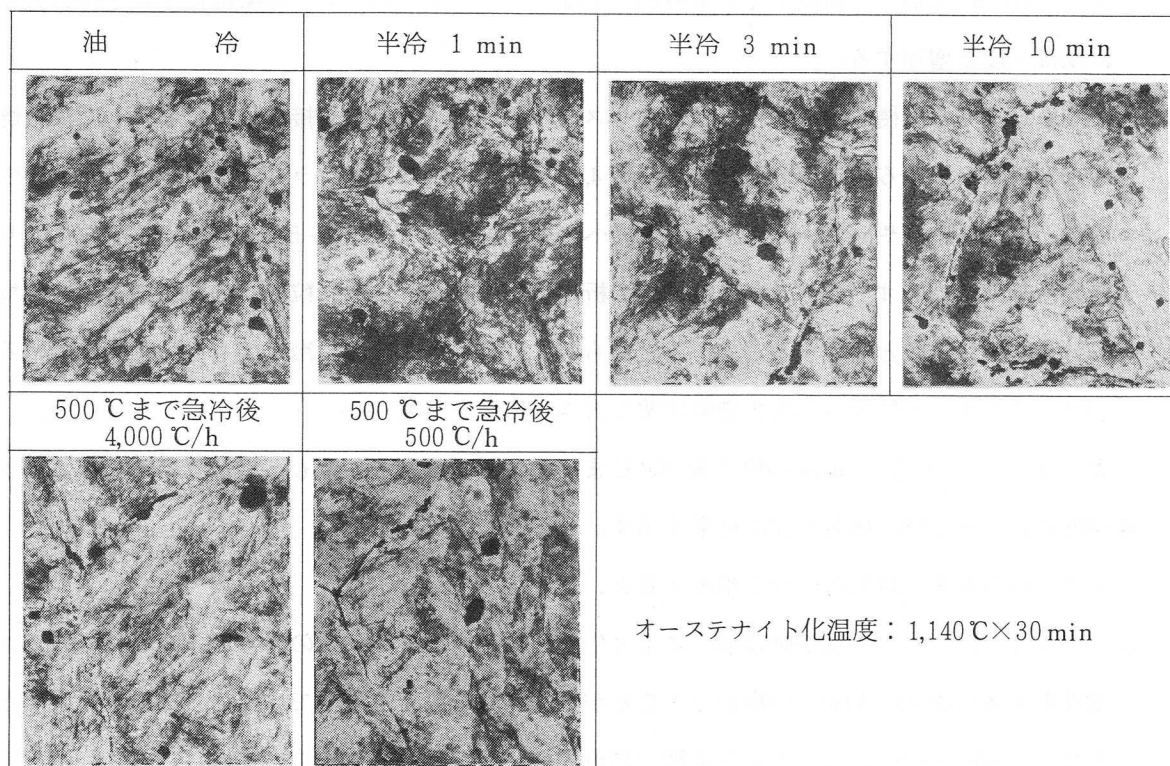 油　　冷
半冷 1 min
半冷 3 min
半冷 10 min
500℃まで急冷後
4,000℃/h
500℃まで急冷後
500℃/h
オーステナイト化温度：1,140℃×30min